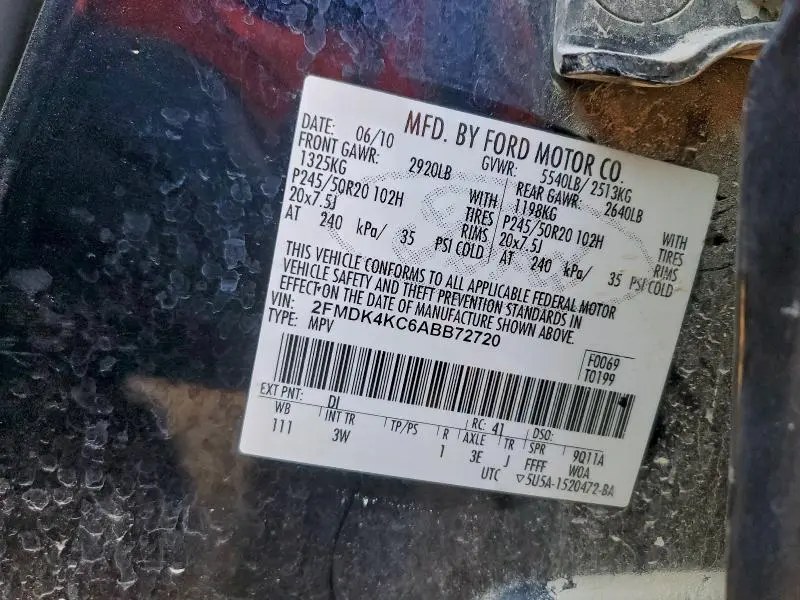 MFD. BY FORD MOTOR CO.
DATE: 06/10 GVWR: 5540LB/ 2513KG
FRONT GAWR: 2920LB REAR GAWR: 2640LB
1325KG WITH 1198KG WITH
P245/50R20 102H TIRES P245/50R20 102H TIRES
20x7.5J RIMS 20x7.5J RIMS
AT 240 kPa/ 35 PSI COLD AT 240 kPa/ 35 PSI COLD
THIS VEHICLE CONFORMS TO ALL APPLICABLE FEDERAL MOTOR
VEHICLE SAFETY AND THEFT PREVENTION STANDARDS IN
EFFECT ON THE DATE OF MANUFACTURE SHOWN ABOVE.
VIN: 2FMDK4KC6ABB72720
TYPE: MPV
F0069
T0199
EXT PNT: DI RC: 41 DSO:
WB INT TR TP/PS R AXLE TR SPR 9Q11A
111 3W 1 3E J FFFF W0A
UTC ▽5U5A-1520472-BA